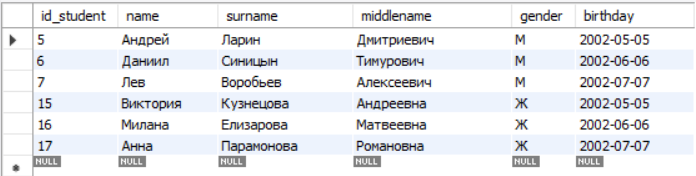 id_student name surname middlename gender birthday
5 Андрей Ларин Дмитриевич М 2002-05-05
6 Даниил Синицын Тимурович М 2002-06-06
7 Лев Воробьев Алексеевич М 2002-07-07
15 Виктория Кузнецова Андреевна Ж 2002-05-05
16 Милана Елизарова Матвеевна Ж 2002-06-06
17 Анна Парамонова Романовна Ж 2002-07-07
NULL NULL NULL NULL NULL NULL